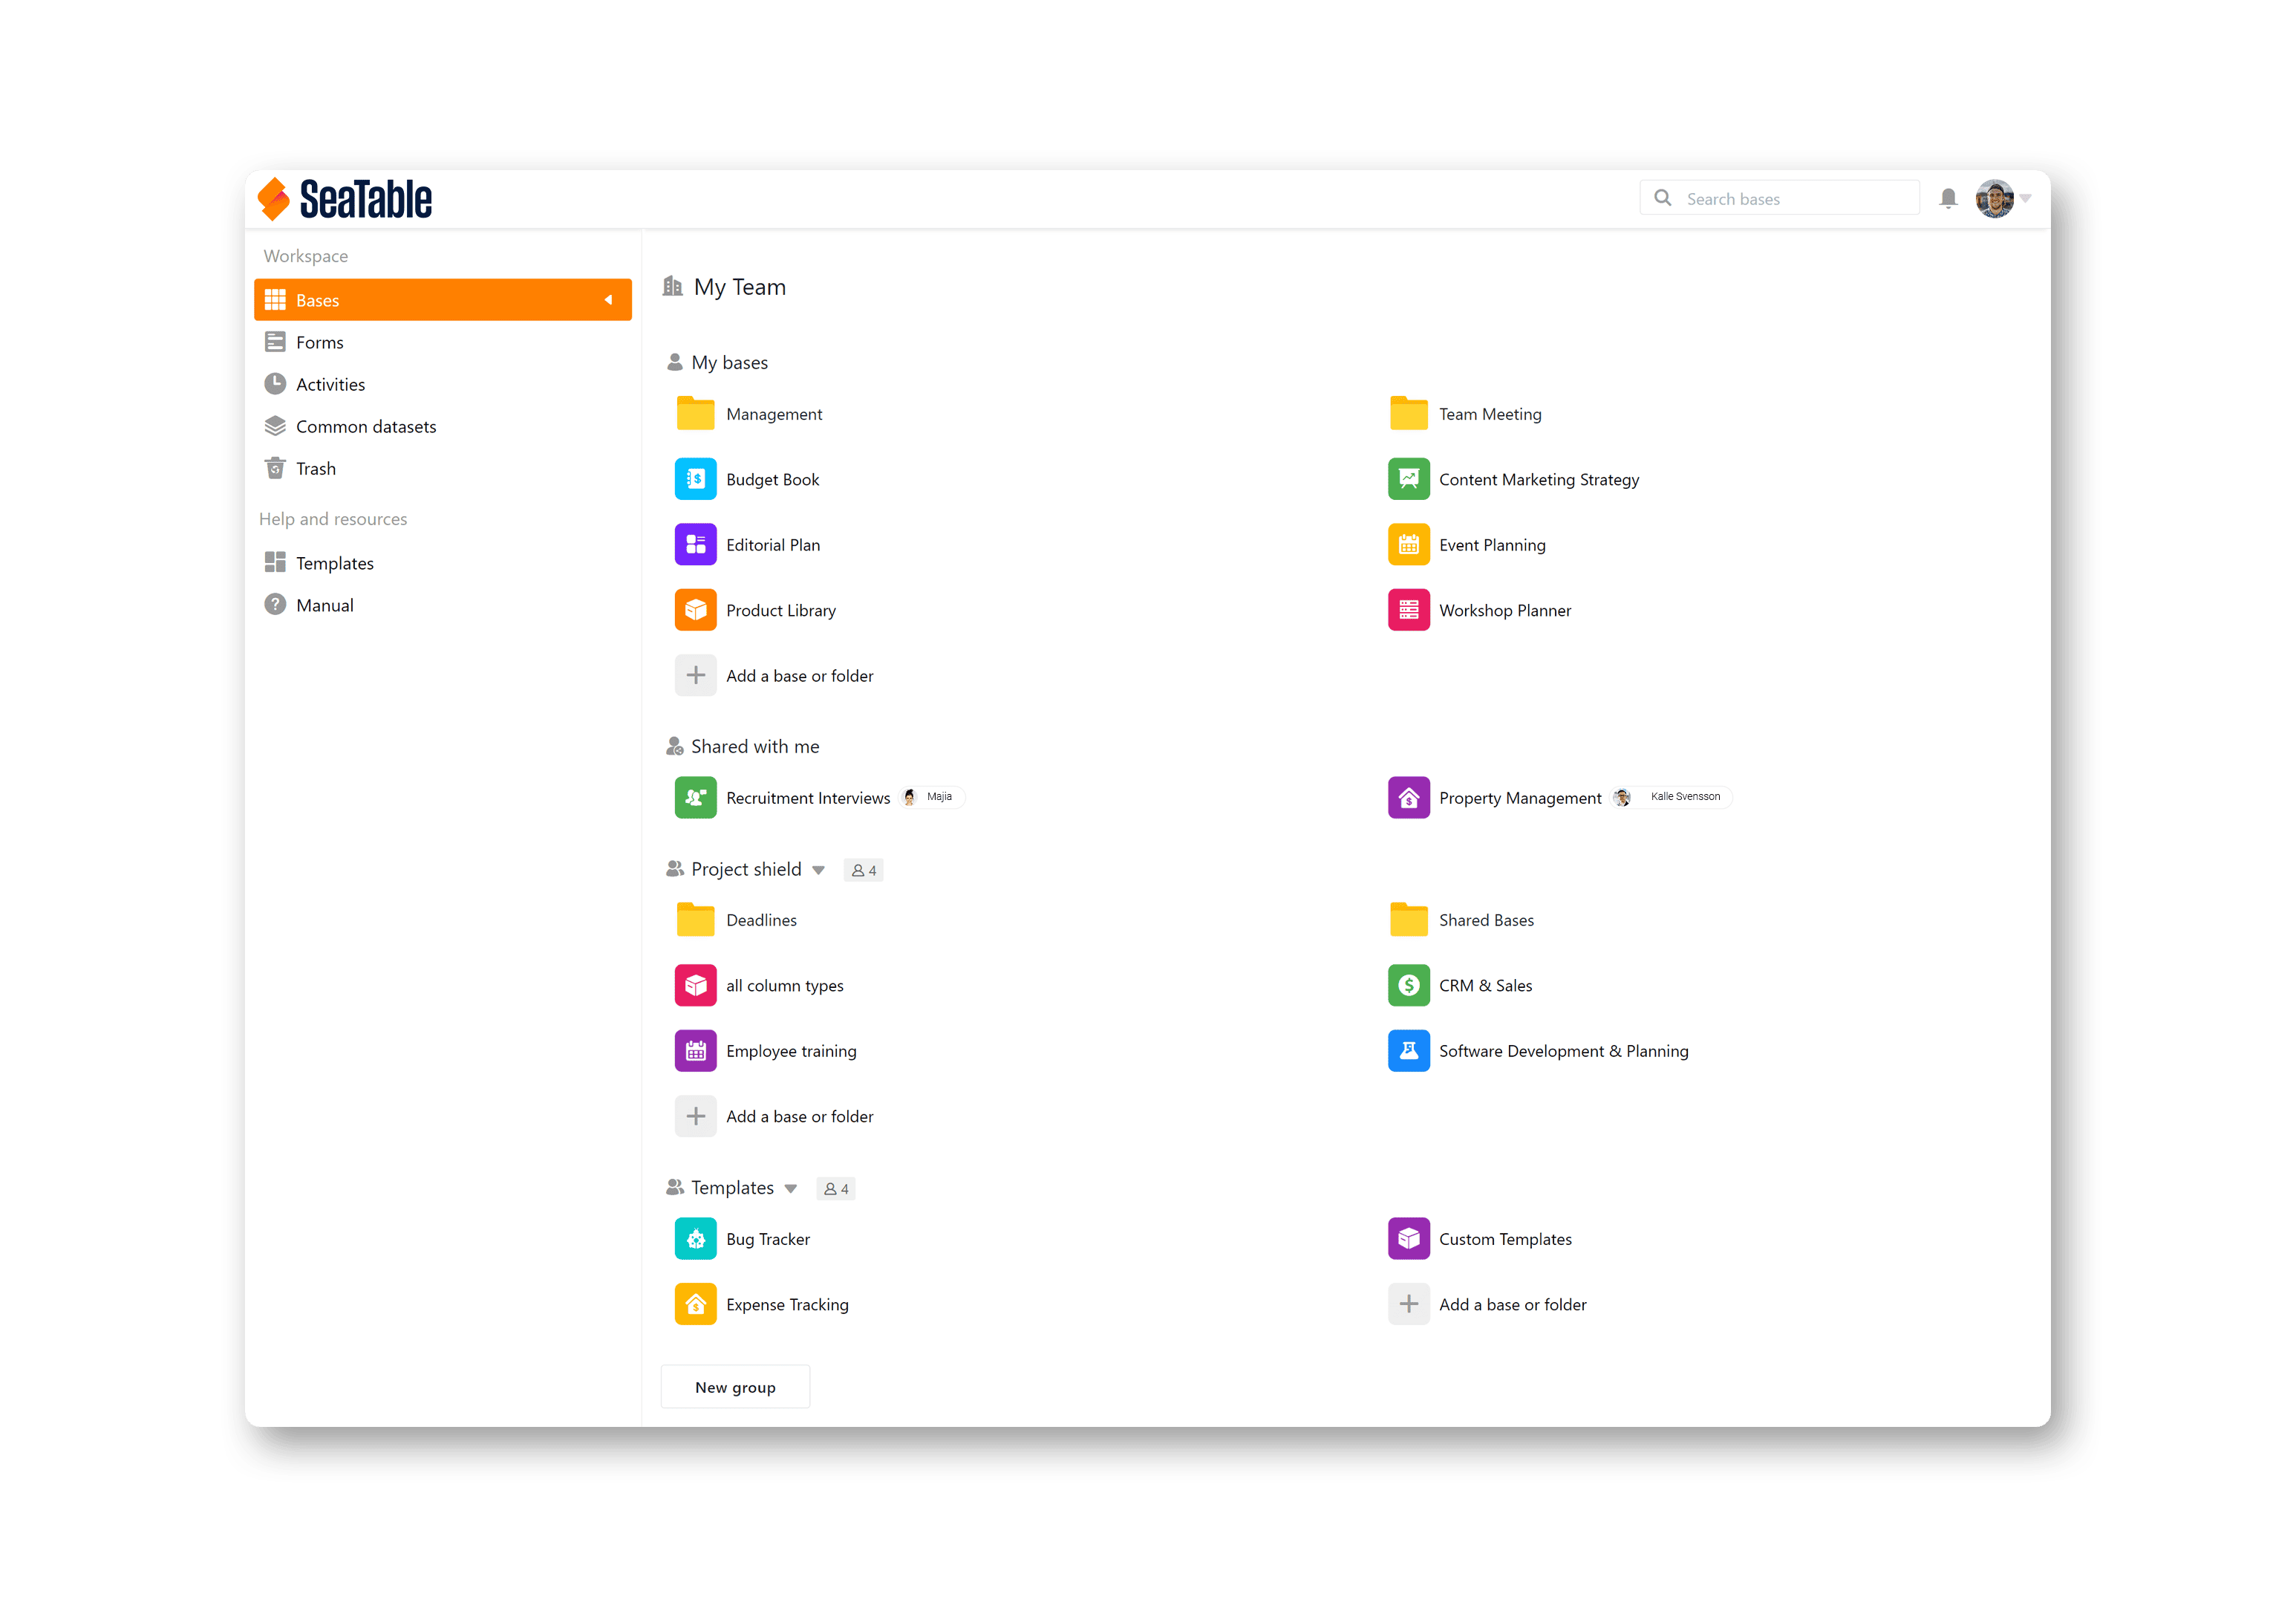 SeaTable
Search bases
Workspace
Bases
Forms
Activities
Common datasets
Trash
Help and resources
Templates
Manual
My Team
My bases
Management
Team Meeting
Budget Book
Content Marketing Strategy
Editorial Plan
Event Planning
Product Library
Workshop Planner
Add a base or folder
Shared with me
Recruitment Interviews Majia
Property Management Kalle Svensson
Project shield 4
Deadlines
Shared Bases
all column types
CRM & Sales
Employee training
Software Development & Planning
Add a base or folder
Templates 4
Bug Tracker
Custom Templates
Expense Tracking
Add a base or folder
New group